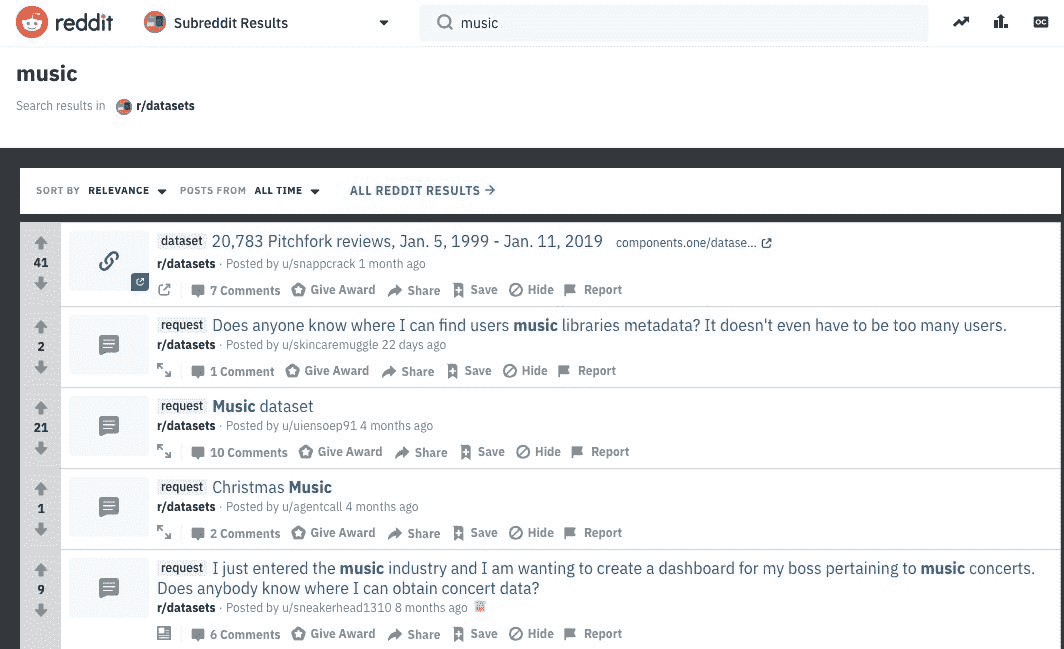 reddit Subreddit Results music OC
music
Search results in r/datasets
SORT BY RELEVANCE POSTS FROM ALL TIME ALL REDDIT RESULTS →
dataset 20,783 Pitchfork reviews, Jan. 5, 1999 - Jan. 11, 2019 components.one/datase...
41
r/datasets · Posted by u/snappcrack 1 month ago
7 Comments Give Award Share Save Hide Report
request Does anyone know where I can find users music libraries metadata? It doesn't even have to be too many users.
2
r/datasets · Posted by u/skincaremuggle 22 days ago
1 Comment Give Award Share Save Hide Report
request Music dataset
21
r/datasets · Posted by u/uiensoep91 4 months ago
10 Comments Give Award Share Save Hide Report
request Christmas Music
1
r/datasets · Posted by u/agentcall 4 months ago
2 Comments Give Award Share Save Hide Report
request I just entered the music industry and I am wanting to create a dashboard for my boss pertaining to music concerts.
9
Does anybody know where I can obtain concert data?
r/datasets · Posted by u/sneakerhead1310 8 months ago
6 Comments Give Award Share Save Hide Report